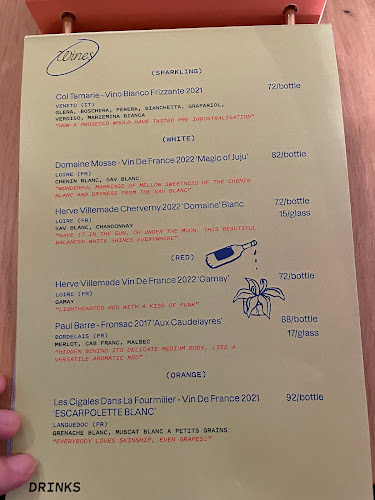 Wines
(SPARKLING)
Col Tamarie - Vino Bianco Frizzante 2021 72/bottle
VENETO (IT)
GLERA, BOSCHERA, PERERA, BIANCHETTA, GRAPARIOL,
VERDISO, MARZEMINA BIANCA
"HOW A PROSECCO WOULD HAVE TASTED PRE INDUSTRALISATION"
(WHITE)
Domaine Mosse - Vin De France 2022 'Magic of Juju' 82/bottle
LOIRE (FR)
CHENIN BLANC, SAV BLANC
"WONDERFUL MARRIAGE OF MELLOW SWEETNESS OF THE CHENIN
BLANC AND DRYNESS FROM THE SAV BLANC"
Herve Villemade Cherverny 2022 'Domaine' Blanc 72/bottle
LOIRE (FR) 15/glass
SAV BLANC, CHARDONNAY
"HAVE IT IN THE SUN, OR UNDER THE MOON, THIS BEAUTIFUL
BALANCED WHITE SHINES EVERYWHERE"
(RED)
Herve Villemade Vin De France 2022 'Gamay' 72/bottle
LOIRE (FR)
GAMAY
"LIGHTHEARTED RED WITH A KISS OF FUNK"
Paul Barre - Fronsac 2017 'Aux Caudelayres' 88/bottle
BORDELAIS (FR) 17/glass
MERLOT, CAB FRANC, MALBEC
"HIDDEN BEHIND ITS DELICATE MEDIUM BODY, LIES A
VERSATILE AROMATIC RED"
(ORANGE)
Les Cigales Dans La Fourmilier - Vin De France 2021 92/bottle
'ESCARPOLETTE BLANC'
LANGUEDOC (FR)
GRENACHE BLANC, MUSCAT BLANC A PETITS GRAINS
"EVERYBODY LOVES SKINSHIP, EVEN GRAPES;"
DRINKS